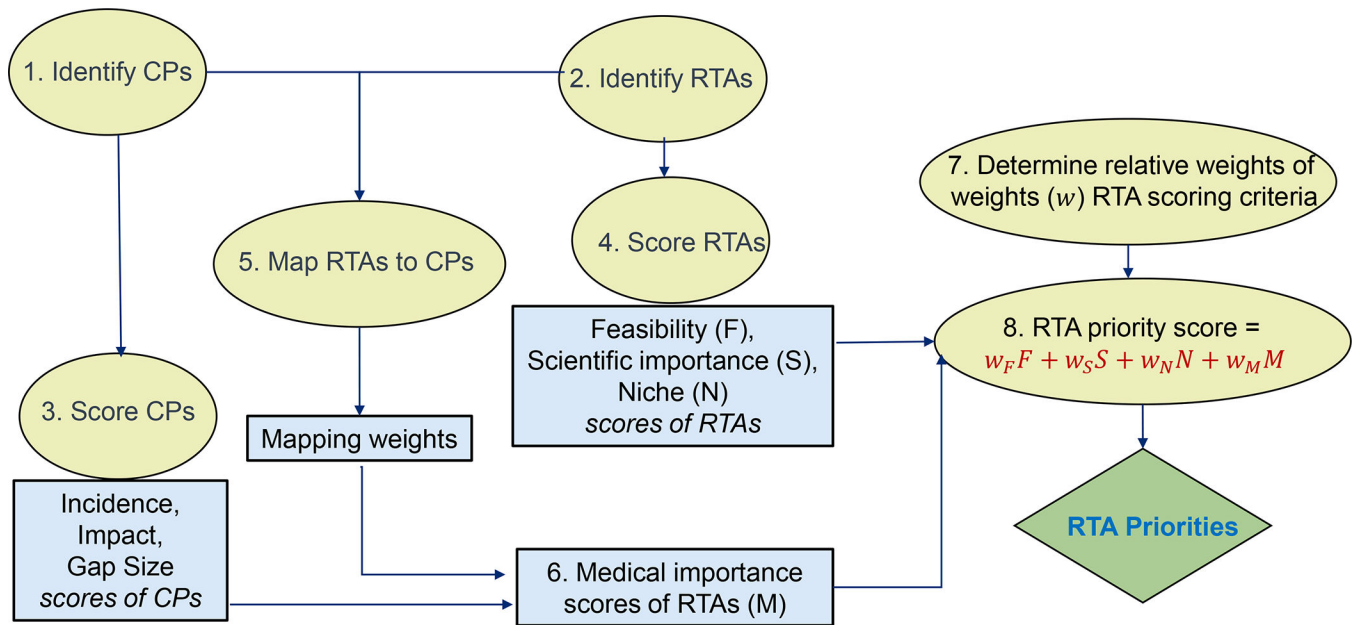 1. Identify CPs
2. Identify RTAs
3. Score CPs
Incidence,
Impact,
Gap Size
scores of CPs
4. Score RTAs
Feasibility (F),
Scientific importance (S),
Niche (N)
scores of RTAs
5. Map RTAs to CPs
Mapping weights
6. Medical importance
scores of RTAs (M)
7. Determine relative weights of
weights (w) RTA scoring criteria
8. RTA priority score =
w_F F + w_S S + w_N N + w_M M
RTA Priorities